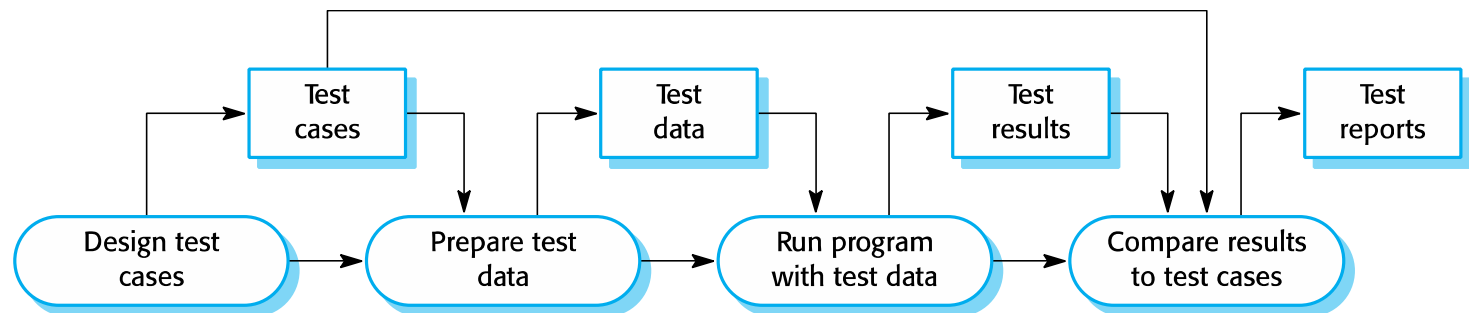 Test
cases
Test
data
Test
results
Test
reports
Design test
cases
Prepare test
data
Run program
with test data
Compare results
to test cases